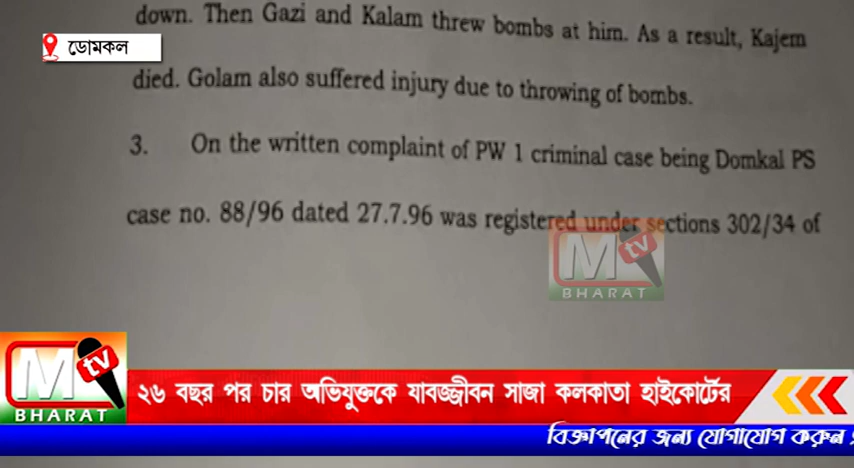 down. Then Gazi and Kalam threw bombs at him. As a result, Kajem
ডোমকল
died. Golam also suffered injury due to throwing of bombs.
3. On the written complaint of PW 1 criminal case being Domkal PS
case no. 88/96 dated 27.7.96 was registered under sections 302/34 of
M tv
BHARAT
M tv
BHARAT
২৬ বছর পর চার অভিযুক্তকে যাবজ্জীবন সাজা কলকাতা হাইকোর্টের
বিজ্ঞাপনের জন্য যোগাযোগ করুন